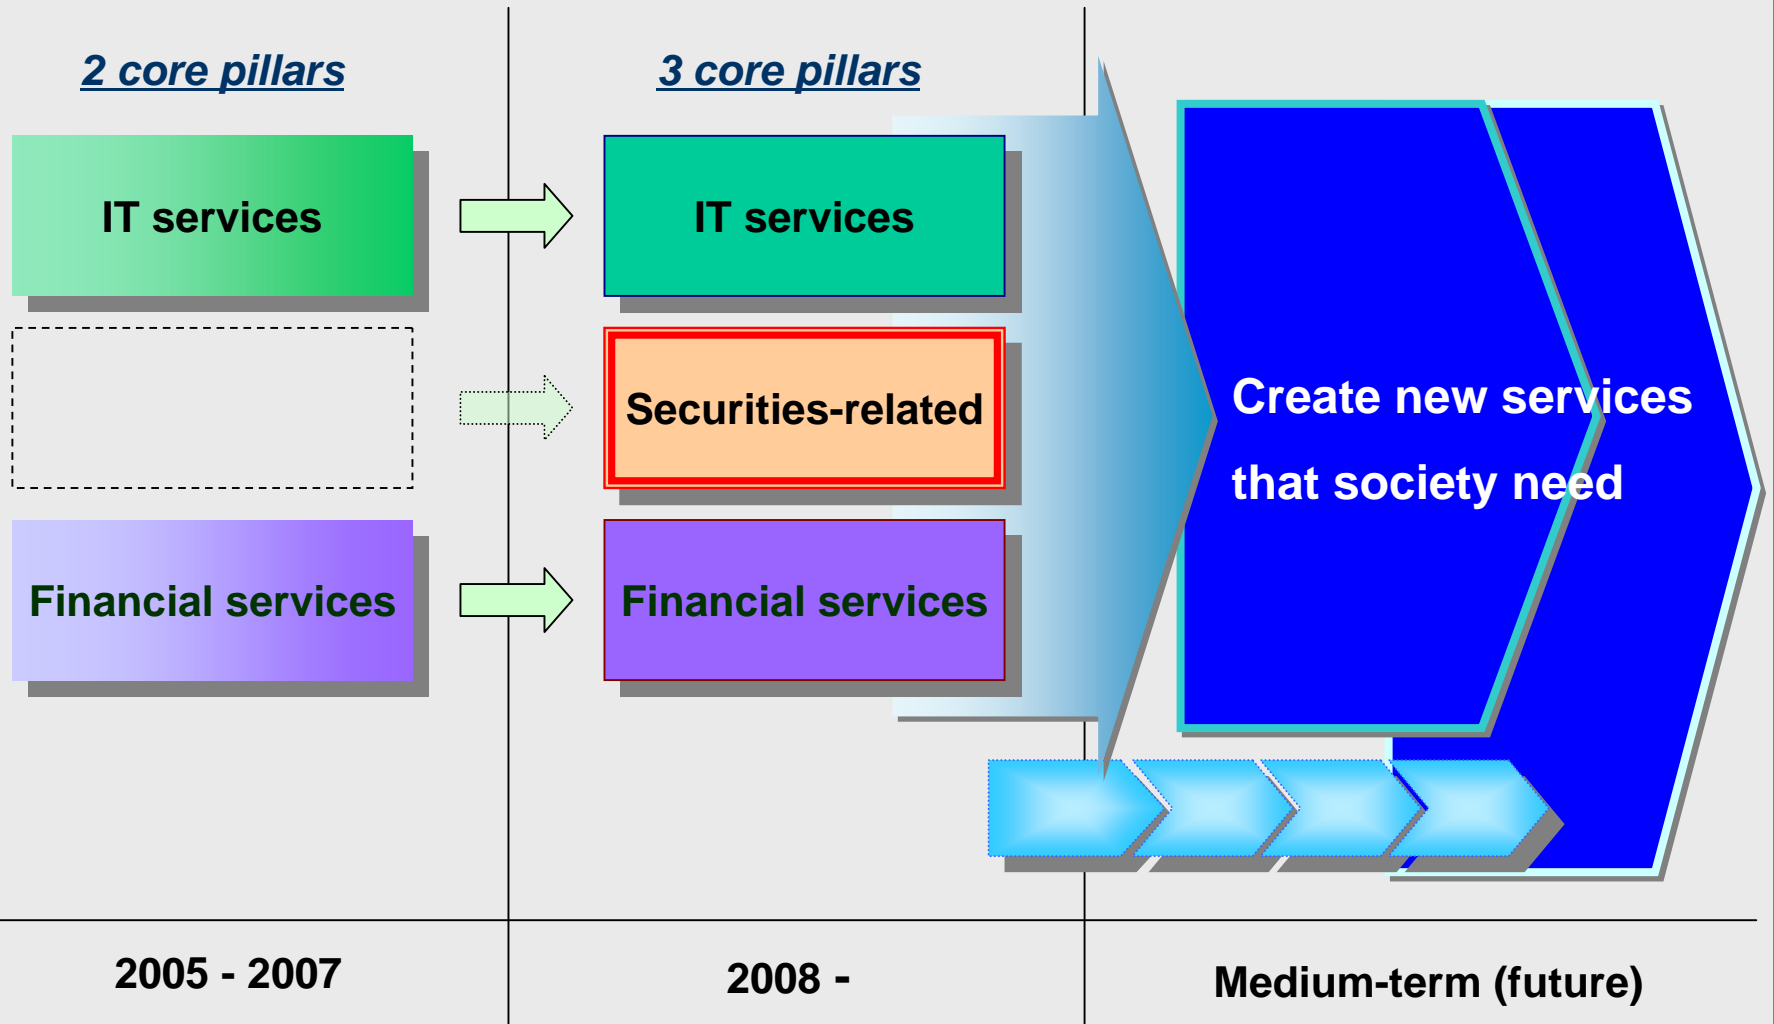 2 core pillars
3 core pillars
IT services
IT services
Securities-related
Financial services
Financial services
Create new services
that society need
2005 - 2007
2008 -
Medium-term (future)